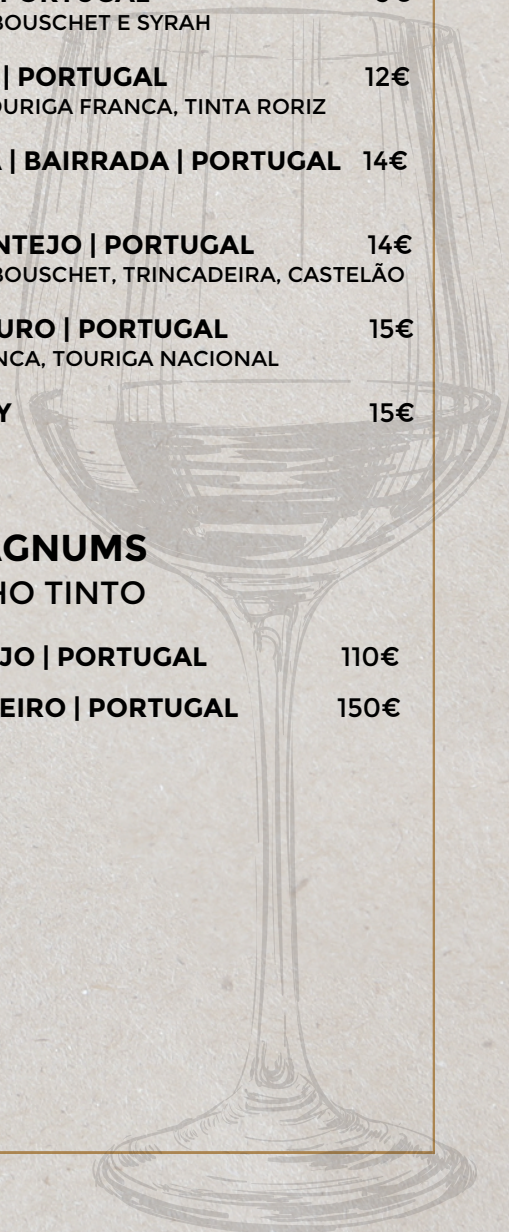 BOUSCHET E SYRAH
| PORTUGAL 12€
OURIGA FRANCA, TINTA RORIZ
| BAIRRADA | PORTUGAL 14€
NTEJO | PORTUGAL 14€
BOUSCHET, TRINCADEIRA, CASTELÃO
URO | PORTUGAL 15€
NCA, TOURIGA NACIONAL
Y 15€
AGNUMS
HO TINTO
JO | PORTUGAL 110€
EIRO | PORTUGAL 150€